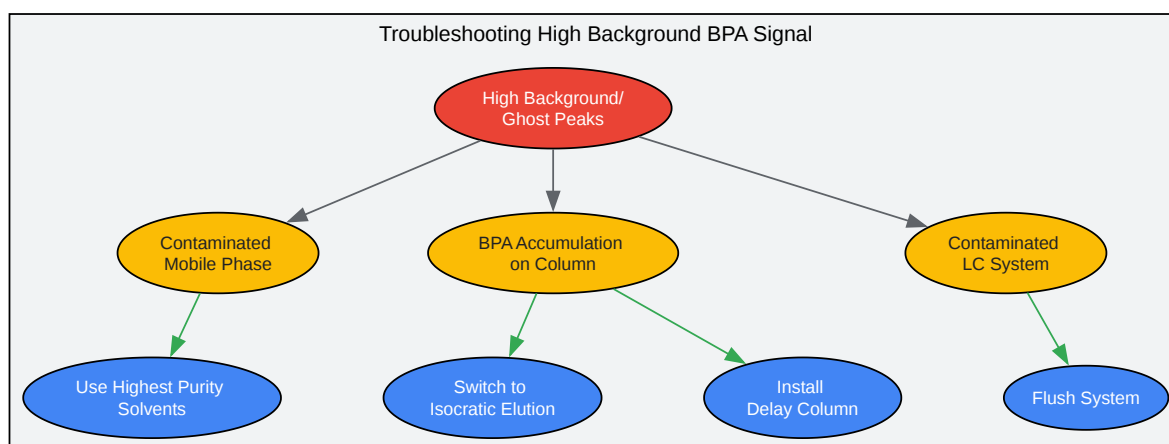 Troubleshooting High Background BPA Signal
High Background/
Ghost Peaks
Contaminated
Mobile Phase
BPA Accumulation
on Column
Contaminated
LC System
Use Highest Purity
Solvents
Switch to
Isocratic Elution
Install
Delay Column
Flush System